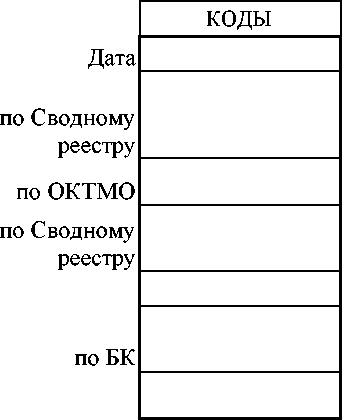 КОДЫ
Дата
по Сводному
реестру
по ОКТМО
по Сводному
реестру
по БК